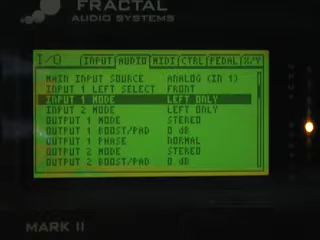 FRACTAL
AUDIO SYSTEMS
I/O INPUT AUDIO MIDI CTRL PEDAL X/Y
MAIN INPUT SOURCE ANALOG (IN 1)
INPUT 1 LEFT SELECT FRONT
INPUT 1 MODE LEFT ONLY
INPUT 2 MODE LEFT ONLY
OUTPUT 1 MODE STEREO
OUTPUT 1 BOOST/PAD 0 dB
OUTPUT 1 PHASE NORMAL
OUTPUT 2 MODE STEREO
OUTPUT 2 BOOST/PAD 0 dB
MARK II